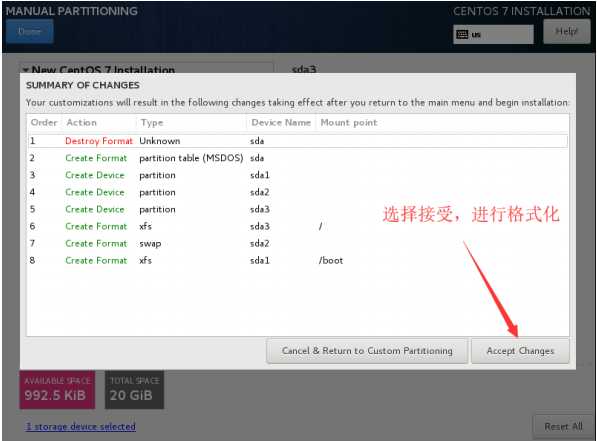 MANUAL PARTITIONING
CENTOS 7 INSTALLATION
Done
us
Help!
New CentOS 7 Installation
sda3
SUMMARY OF CHANGES
Your customizations will result in the following changes taking effect after you return to the main menu and begin installation:
Order Action Type Device Name Mount point
1 Destroy Format Unknown sda
2 Create Format partition table (MSDOS) sda
3 Create Device partition sda1
4 Create Device partition sda2
5 Create Device partition sda3
6 Create Format xfs sda3 /
7 Create Format swap sda2
8 Create Format xfs sda1 /boot
选择接受，进行格式化
Cancel & Return to Custom Partitioning
Accept Changes
AVAILABLE SPACE
992.5 KiB
TOTAL SPACE
20 GiB
1 storage device selected
Reset All